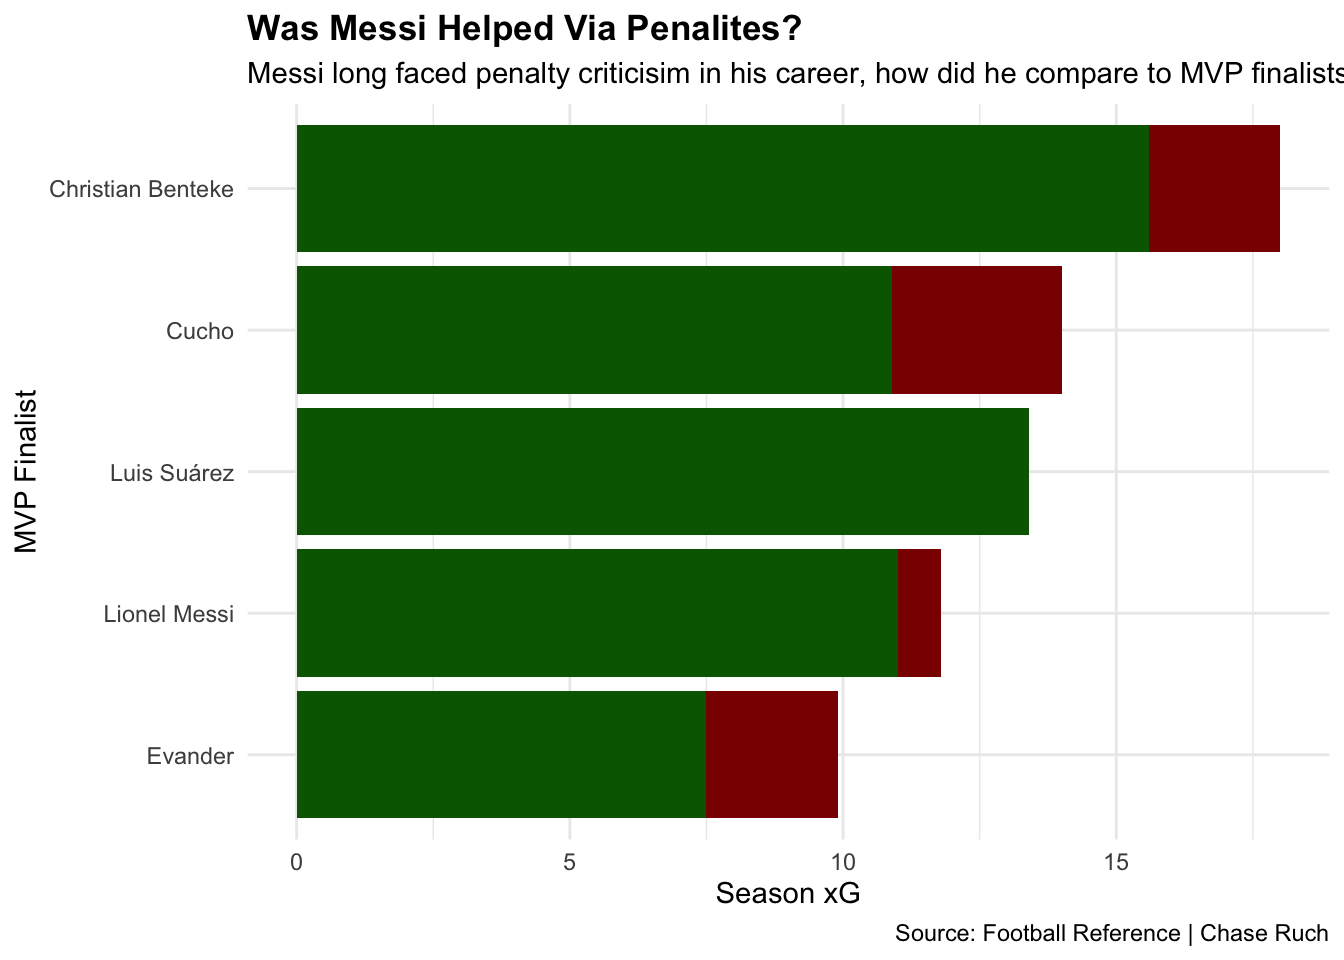 Was Messi Helped Via Penalites?
Messi long faced penalty criticisim in his career, how did he compare to MVP finalists
Christian Benteke
Cucho
Luis Suárez
Lionel Messi
Evander
MVP Finalist
0 5 10 15
Season xG
Source: Football Reference | Chase Ruch